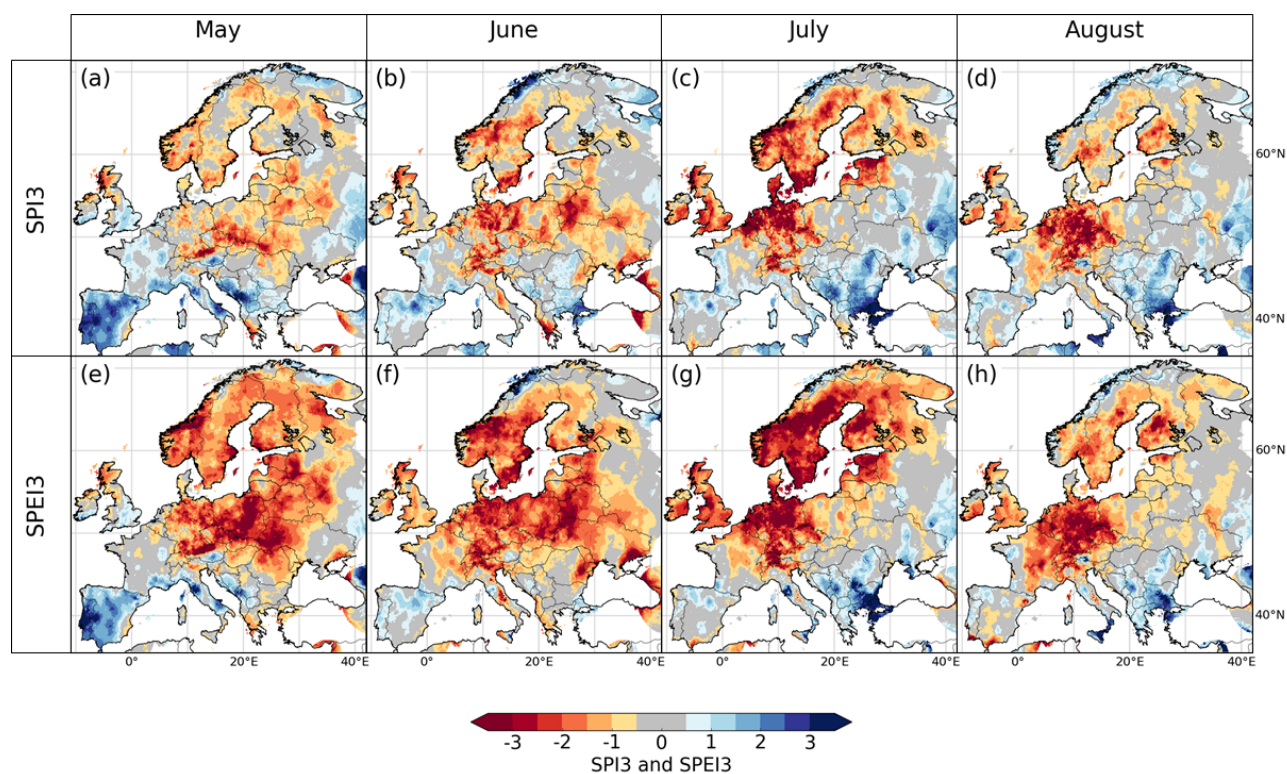 May June July August
SPI3
(a) (b) (c) (d)
60°N
40°N
SPEI3
(e) (f) (g) (h)
60°N
40°N
0° 20°E 40°E 0° 20°E 40°E 0° 20°E 40°E 0° 20°E 40°E
-3 -2 -1 0 1 2 3
SPI3 and SPEI3